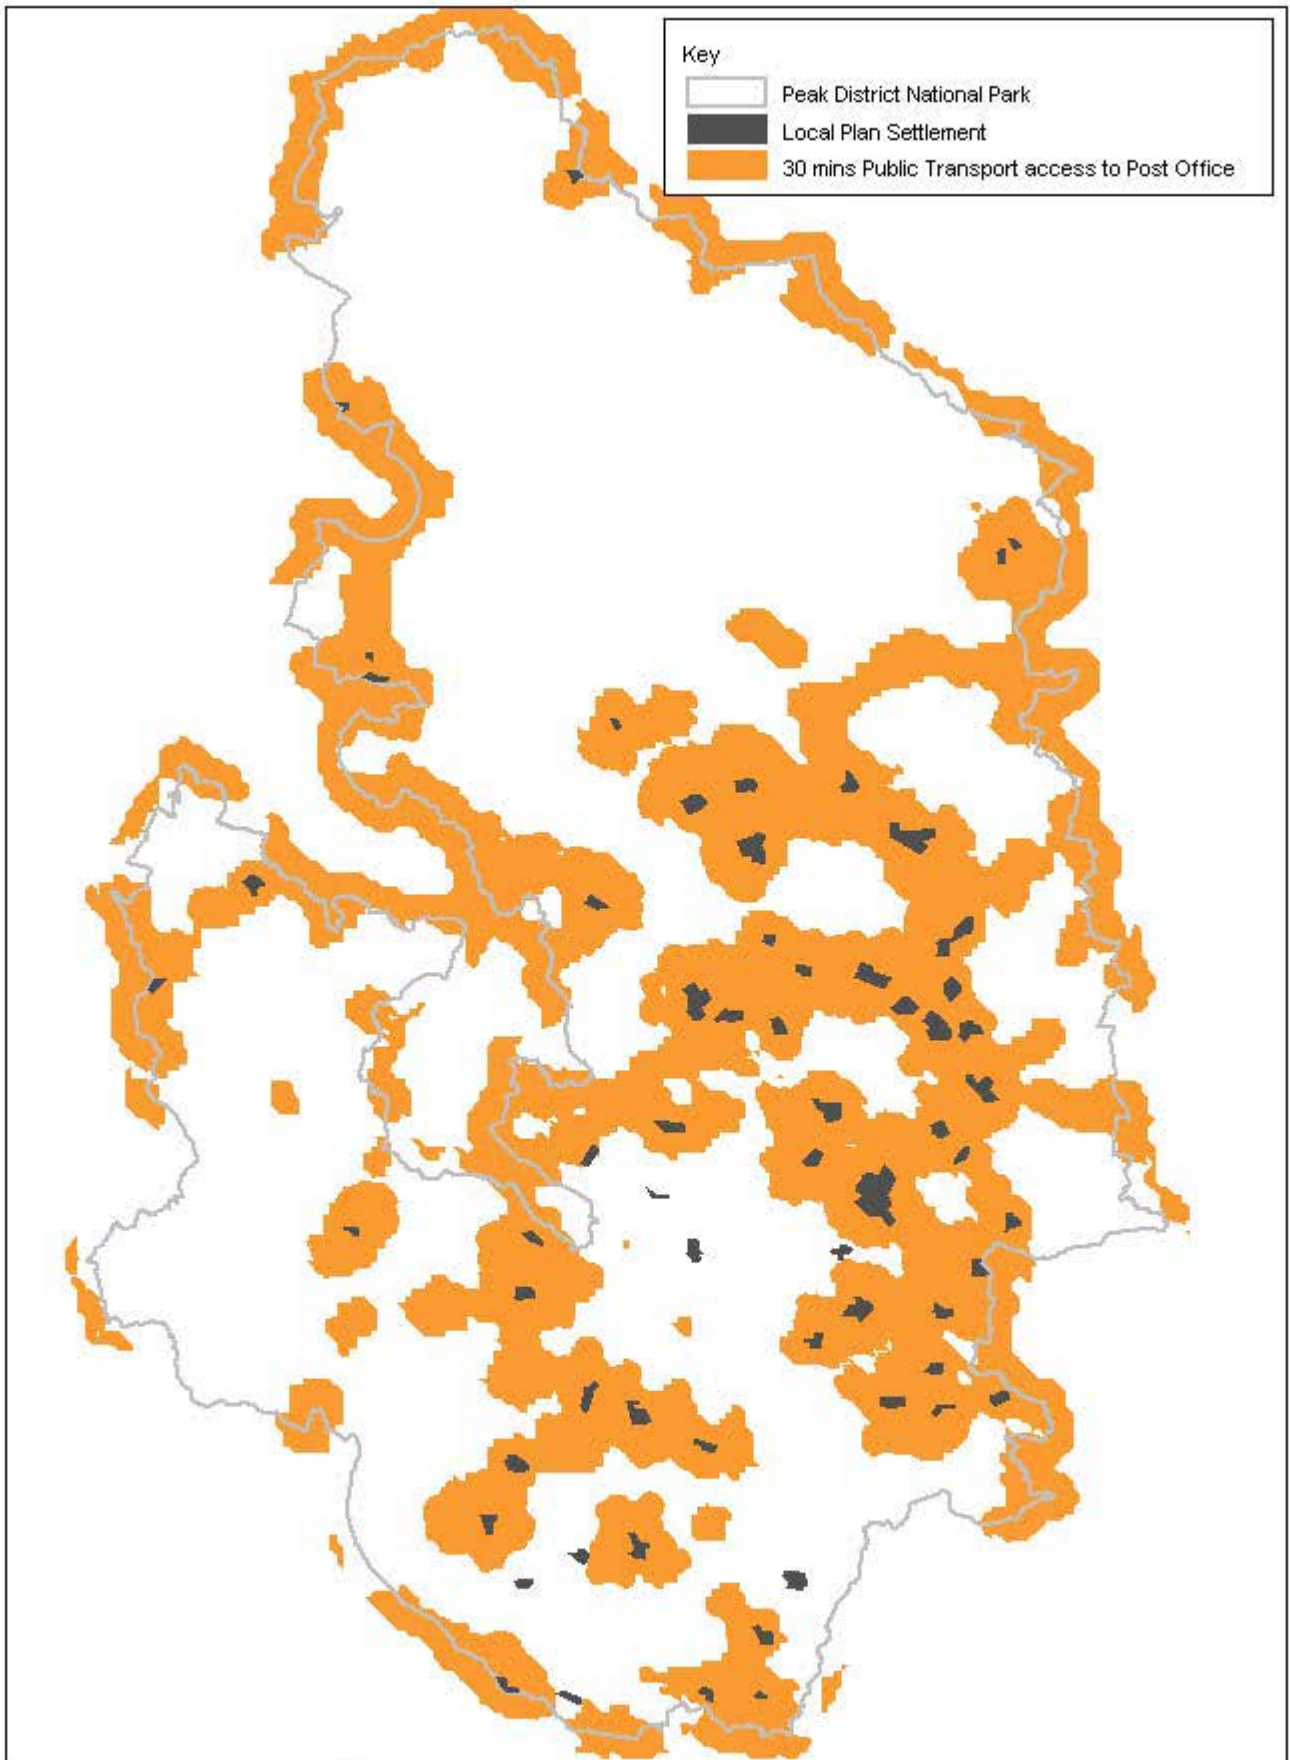 Key
Peak District National Park
Local Plan Settlement
30 mins Public Transport access to Post Office